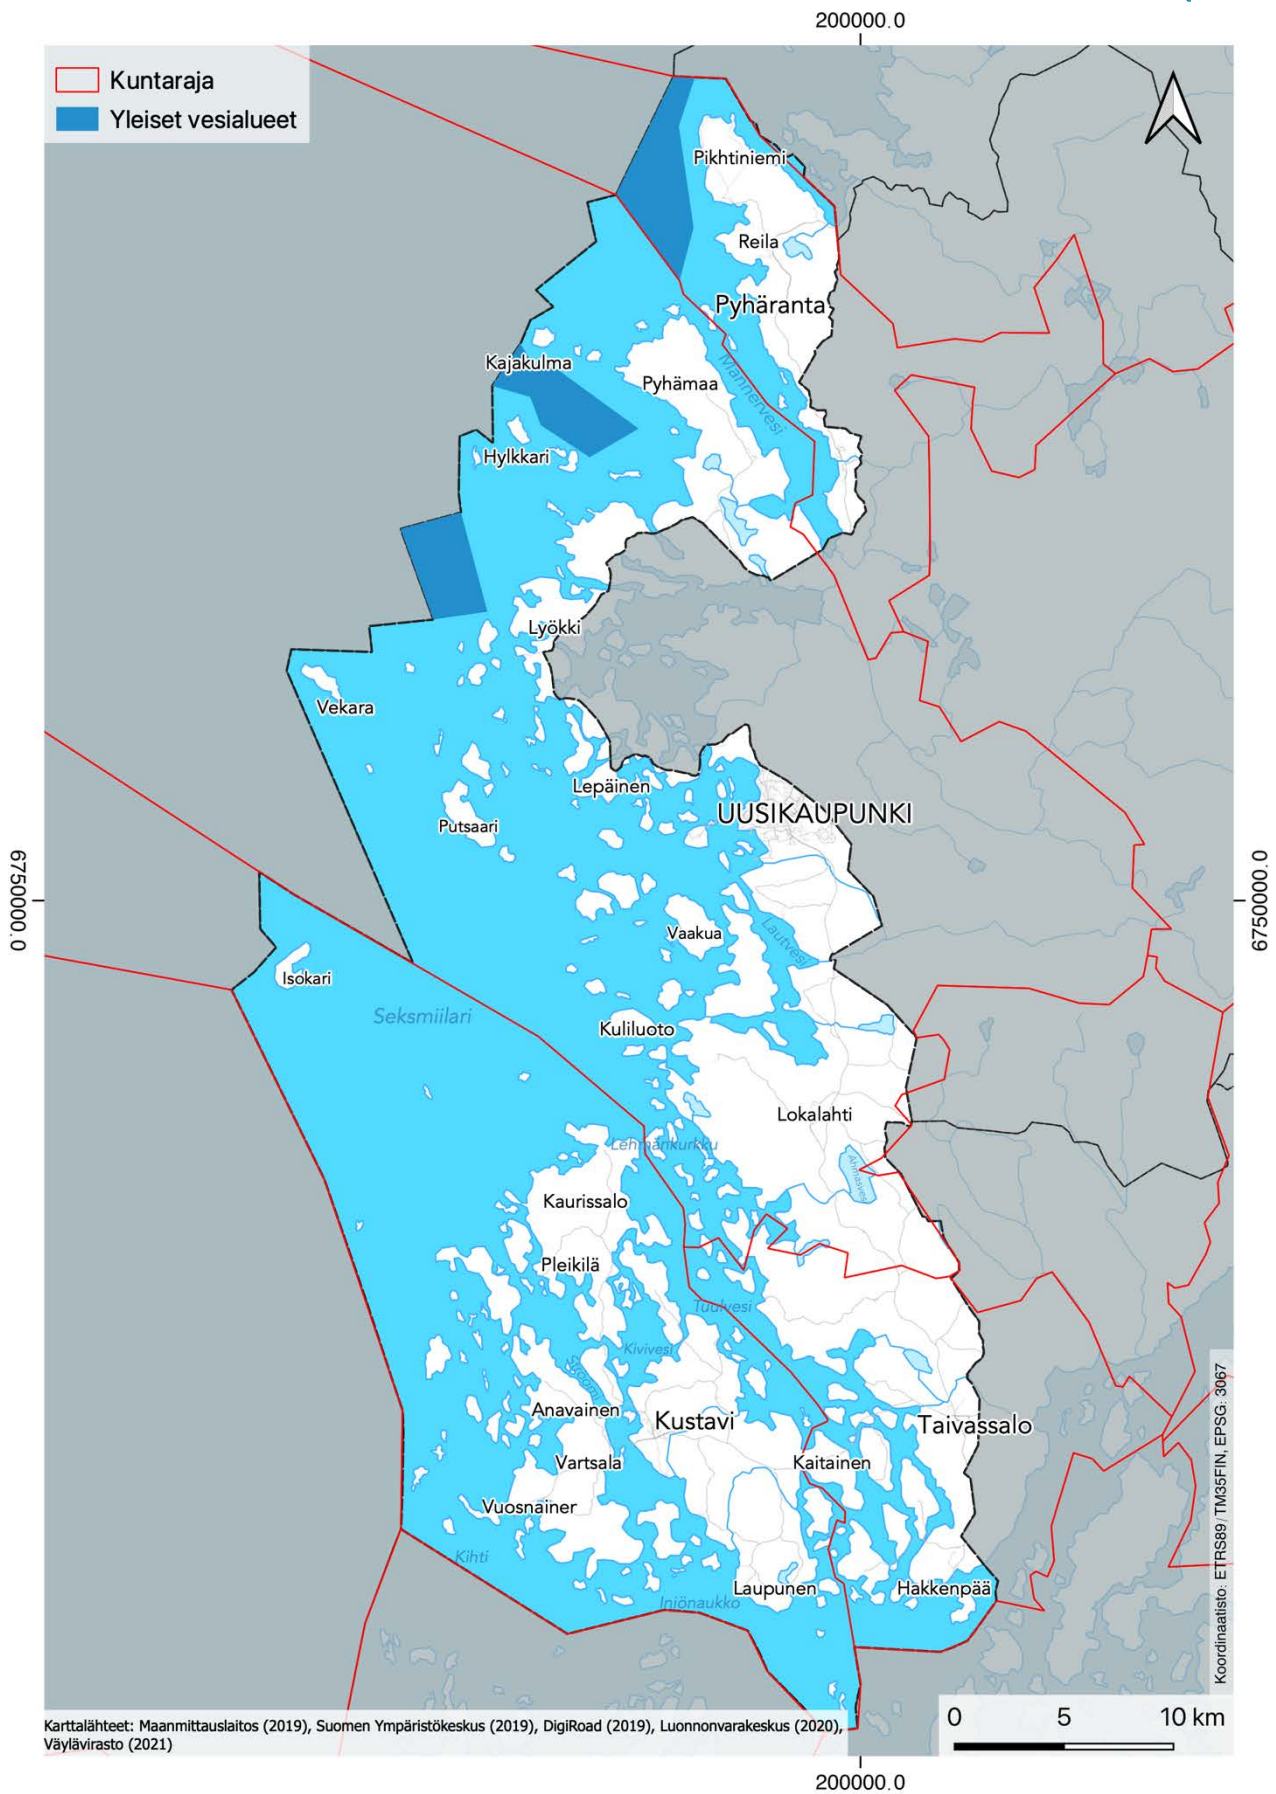 200000.0
Kuntaraja
Yleiset vesialueet
Pikhtiniemi
Reila
Pyhäranta
Kajakulma
Mannervesi
Pyhämaa
Hylkkari
Lyökki
Vekara
Lepäinen
UUSIKAUPUNKI
Putsaari
6750000.0
6750000.0
Vaakua
Lautvesi
Isokari
Seksmiilari
Kuliluoto
Lokalahti
Lehmänkurkku
Ahmasvesi
Kaurissalo
Pleikilä
Tuulvesi
Kivivesi
Ströömi
Anavainen
Kustavi
Taivassalo
Vartsala
Kaitainen
Vuosnainer
Kihti
Laupunen
Hakkenpää
Iniönaukko
Koordinaatisto: ETRS89 / TM35FIN, EPSG: 3067
Karttalähteet: Maanmittauslaitos (2019), Suomen Ympäristökeskus (2019), DigiRoad (2019), Luonnonvarakeskus (2020),
Väylävirasto (2021)
0 5 10 km
200000.0